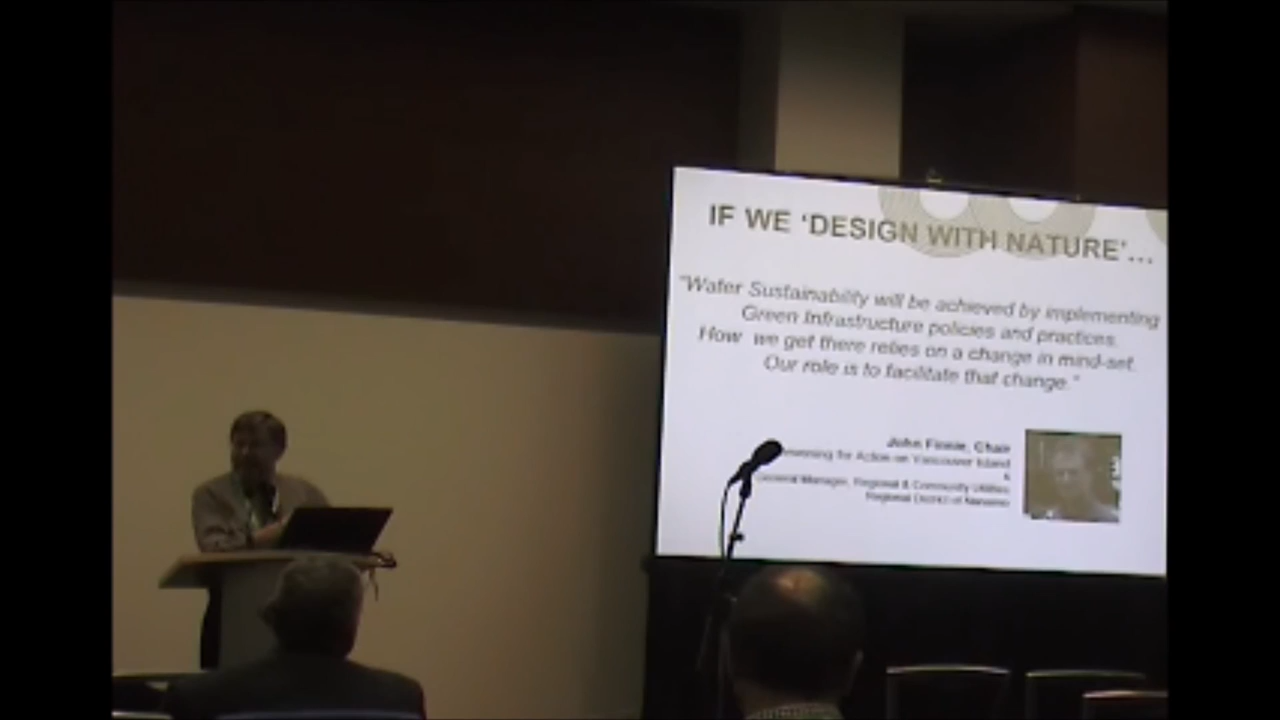 IF WE ‘DESIGN WITH NATURE’...
"Water Sustainability will be achieved by implementing
Green Infrastructure policies and practices.
How we get there relies on a change in mind-set.
Our role is to facilitate that change."
John Finnie, Chair
for Action on Vancouver Island
&
General Manager, Regional & Community Utilities
Regional District of Nanaimo